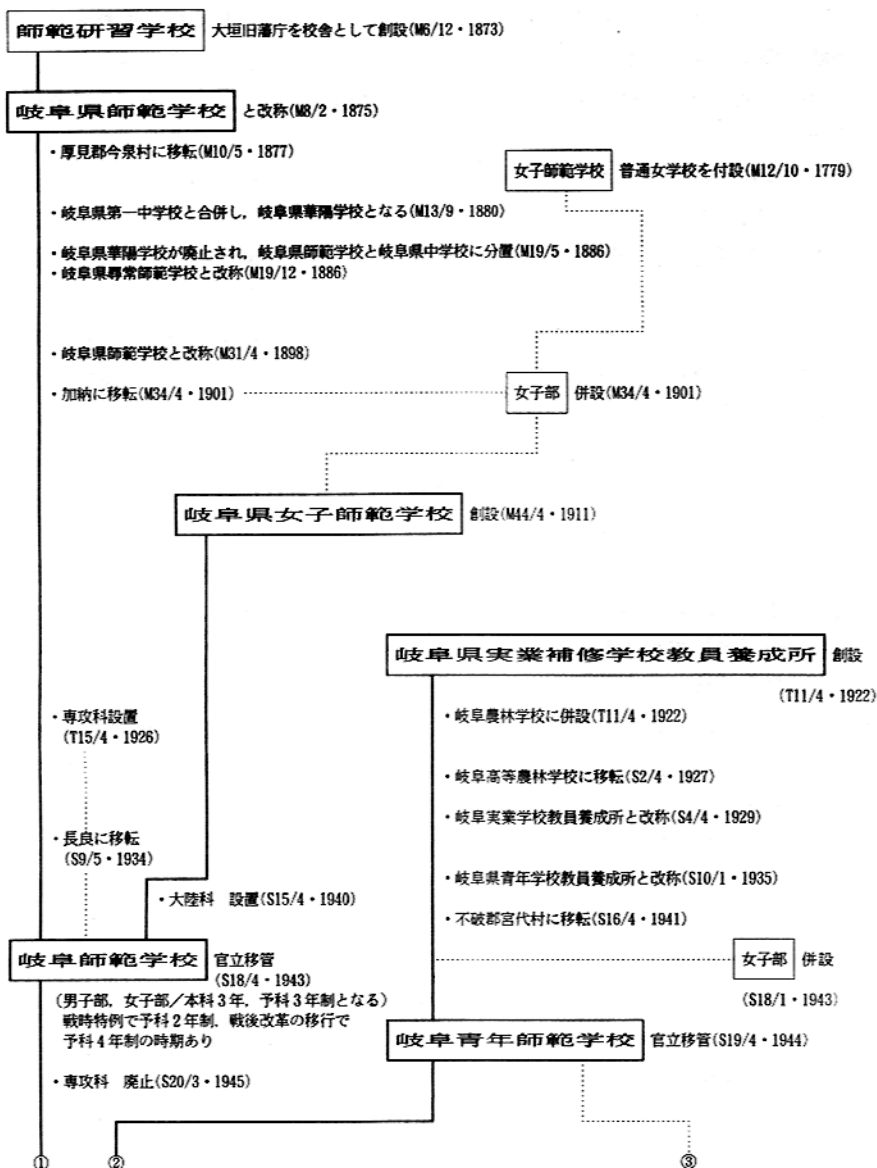 師範研習学校 大垣旧藩庁を校舎として創設(M6/12・1873)
岐阜県師範学校 と改称(M8/2・1875)
・厚見郡今泉村に移転(M10/5・1877)
女子師範学校 普通女学校を付設(M12/10・1779)
・岐阜県第一中学校と合併し，岐阜県華陽学校となる(M13/9・1880)
・岐阜県華陽学校が廃止され，岐阜県師範学校と岐阜県中学校に分置(M19/5・1886)
・岐阜県尋常師範学校と改称(M19/12・1886)
・岐阜県師範学校と改称(M31/4・1898)
・加納に移転(M34/4・1901)
女子部 併設(M34/4・1901)
岐阜県女子師範学校 創設(M44/4・1911)
岐阜県実業補修学校教員養成所 創設
(T11/4・1922)
・専攻科設置
(T15/4・1926)
・岐阜農林学校に併設(T11/4・1922)
・岐阜高等農林学校に移転(S2/4・1927)
・岐阜実業学校教員養成所と改称(S4/4・1929)
・長良に移転
(S9/5・1934)
・岐阜県青年学校教員養成所と改称(S10/1・1935)
・大陸科 設置(S15/4・1940)
・不破郡宮代村に移転(S16/4・1941)
岐阜師範学校 官立移管
(S18/4・1943)
女子部 併設
(S18/1・1943)
(男子部，女子部／本科3年，予科3年制となる)
戦時特例で予科2年制，戦後改革の移行で
予科4年制の時期あり
岐阜青年師範学校 官立移管(S19/4・1944)
・専攻科 廃止(S20/3・1945)
① ② ③